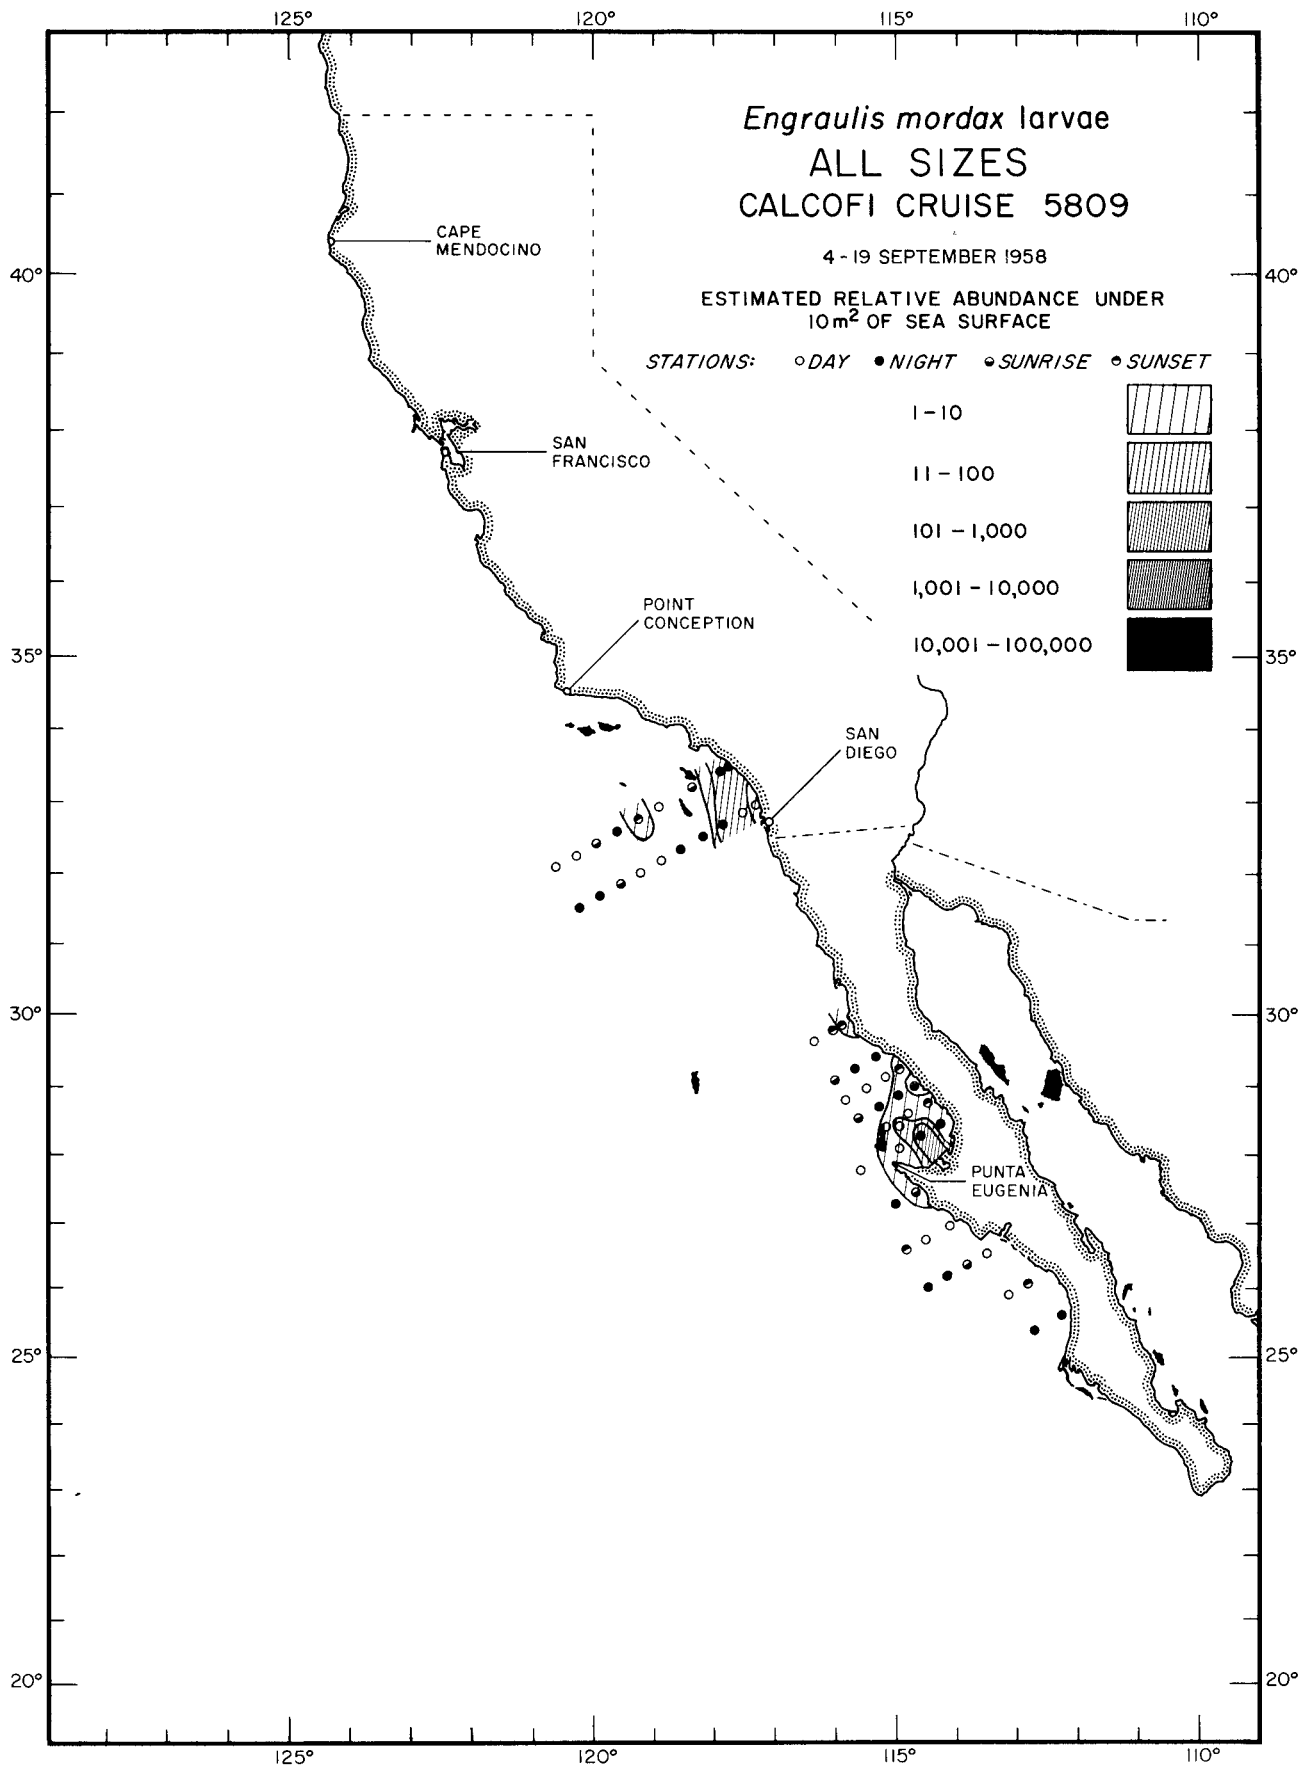 125° 120° 115° 110°
Engraulis mordax larvae
ALL SIZES
CALCOFI CRUISE 5809
4-19 SEPTEMBER 1958
ESTIMATED RELATIVE ABUNDANCE UNDER
10m² OF SEA SURFACE
STATIONS: DAY NIGHT SUNRISE SUNSET
1-10
11-100
101-1,000
1,001-10,000
10,001-100,000
CAPE
MENDOCINO
40° 40°
SAN
FRANCISCO
POINT
CONCEPTION
35° 35°
SAN
DIEGO
30° 30°
PUNTA
EUGENIA
25° 25°
20° 20°
125° 120° 115° 110°